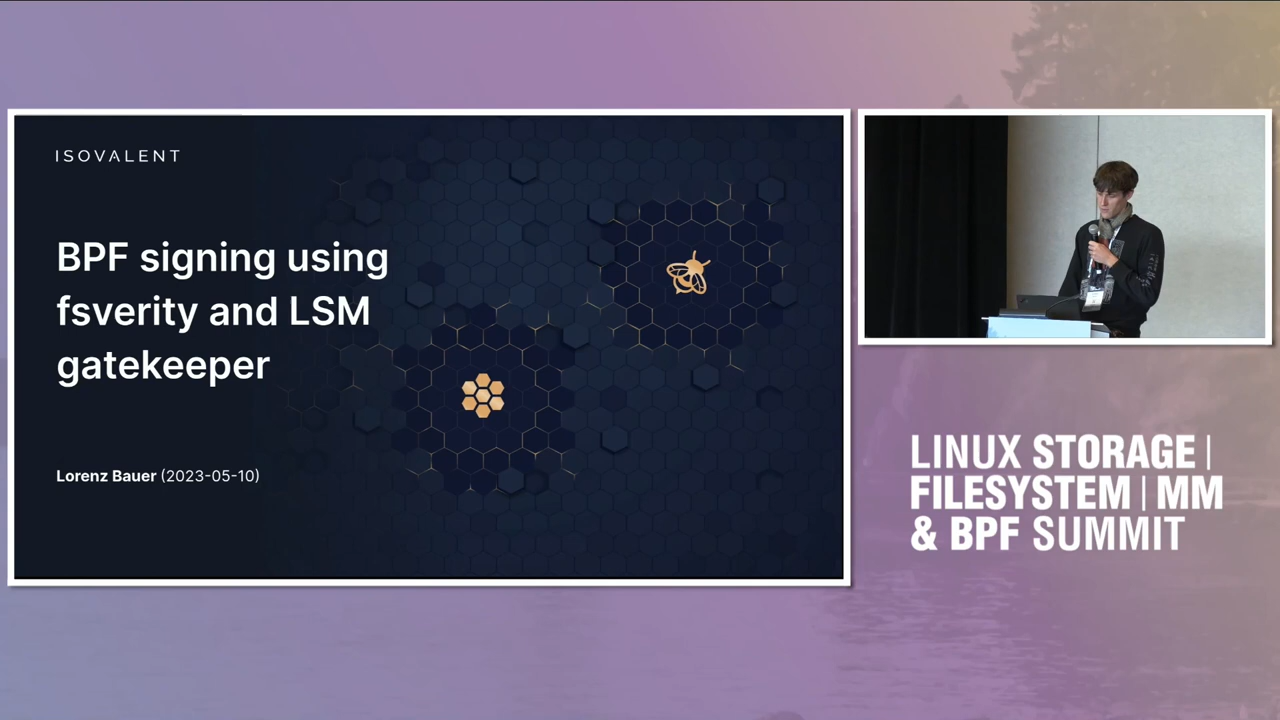 ISOVALENT
BPF signing using
fsverity and LSM
gatekeeper
Lorenz Bauer (2023-05-10)
LINUX STORAGE |
FILESYSTEM | MM
& BPF SUMMIT